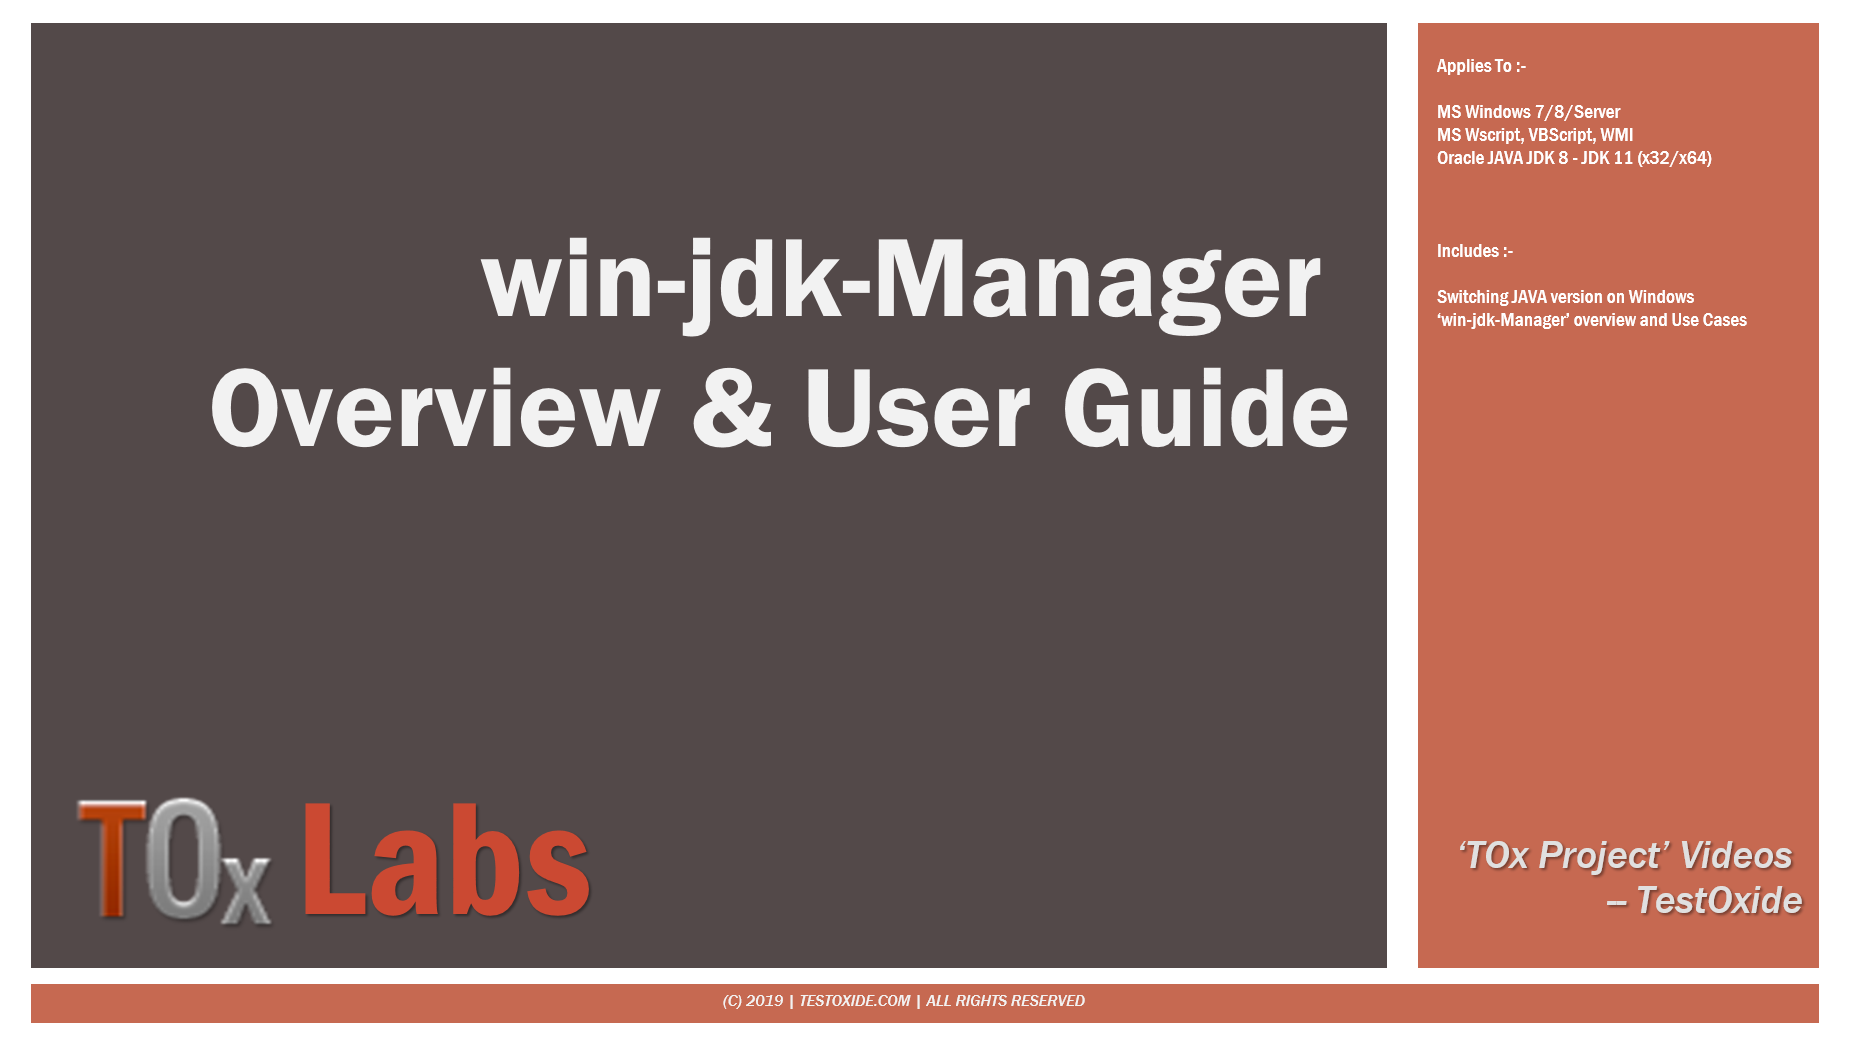 win-jdk-Manager
Overview & User Guide
TOx Labs
Applies To :-
MS Windows 7/8/Server
MS Wscript, VBScript, WMI
Oracle JAVA JDK 8 - JDK 11 (x32/x64)
Includes :-
Switching JAVA version on Windows
‘win-jdk-Manager’ overview and Use Cases
‘TOx Project’ Videos
-- TestOxide
(C) 2019 | TESTOXIDE.COM | ALL RIGHTS RESERVED